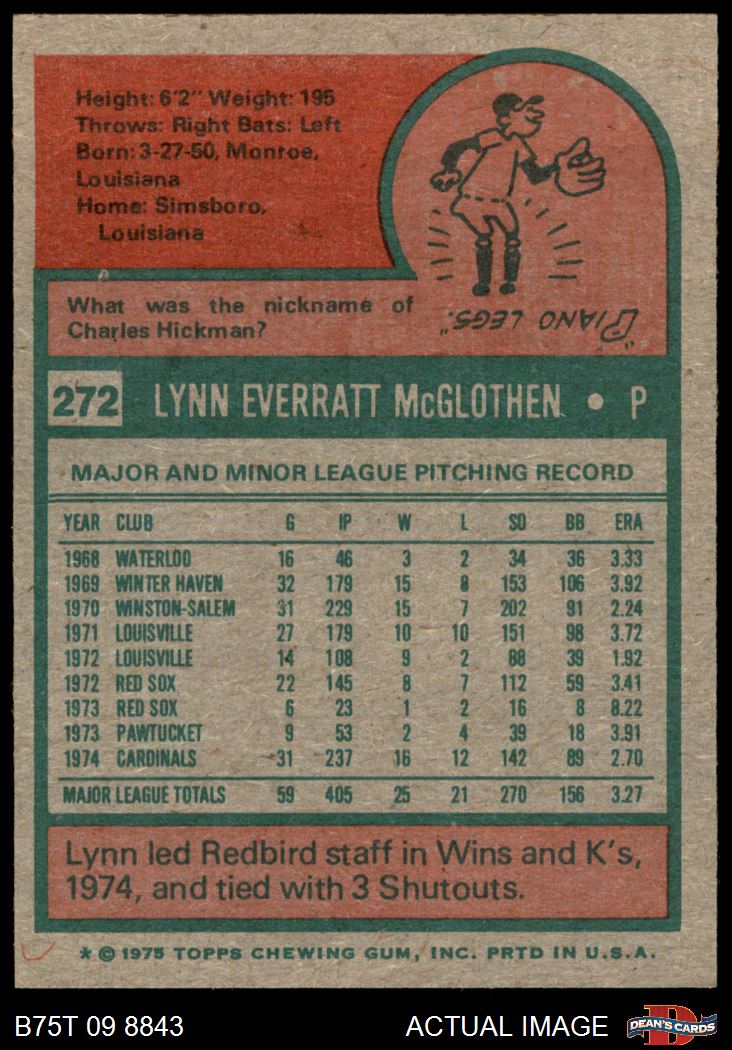 Height: 6'2" Weight: 195
Throws: Right Bats: Left
Born: 3-27-50, Monroe,
Louisiana
Home: Simsboro,
Louisiana
What was the nickname of
Charles Hickman?
"PIANO LEGS."
272 LYNN EVERRATT McGLOTHEN • P
MAJOR AND MINOR LEAGUE PITCHING RECORD
YEAR CLUB G IP W L SO BB ERA
1968 WATERLOO 16 46 3 2 34 36 3.33
1969 WINTER HAVEN 32 179 15 8 153 106 3.92
1970 WINSTON-SALEM 31 229 15 7 202 91 2.24
1971 LOUISVILLE 27 179 10 10 151 98 3.72
1972 LOUISVILLE 14 108 9 2 88 39 1.92
1972 RED SOX 22 145 8 7 112 59 3.41
1973 RED SOX 6 23 1 2 16 8 8.22
1973 PAWTUCKET 9 53 2 4 39 18 3.91
1974 CARDINALS 31 237 16 12 142 89 2.70
MAJOR LEAGUE TOTALS 59 405 25 21 270 156 3.27
Lynn led Redbird staff in Wins and K's,
1974, and tied with 3 Shutouts.
* © 1975 TOPPS CHEWING GUM, INC. PRTD IN U.S.A.
B75T 09 8843 ACTUAL IMAGE DEAN'S CARDS